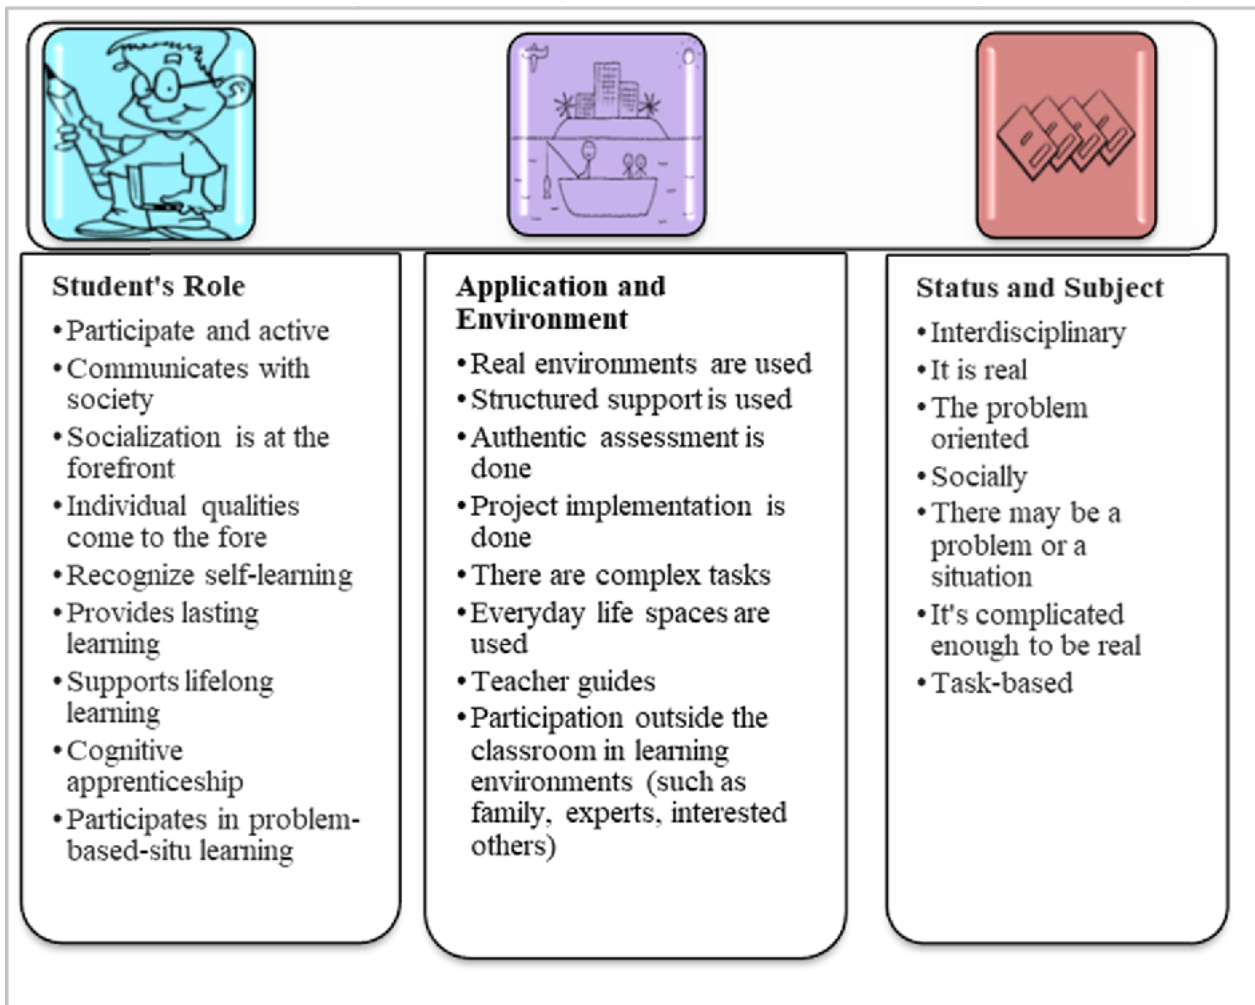 Student's Role
•Participate and active
•Communicates with
society
•Socialization is at the
forefront
•Individual qualities
come to the fore
•Recognize self-learning
•Provides lasting
learning
•Supports lifelong
learning
•Cognitive
apprenticeship
•Participates in problem-
based-situ learning
Application and
Environment
•Real environments are used
•Structured support is used
•Authentic assessment is
done
•Project implementation is
done
•There are complex tasks
•Everyday life spaces are
used
•Teacher guides
•Participation outside the
classroom in learning
environments (such as
family, experts, interested
others)
Status and Subject
•Interdisciplinary
•It is real
•The problem
oriented
•Socially
•There may be a
problem or a
situation
•It's complicated
enough to be real
•Task-based